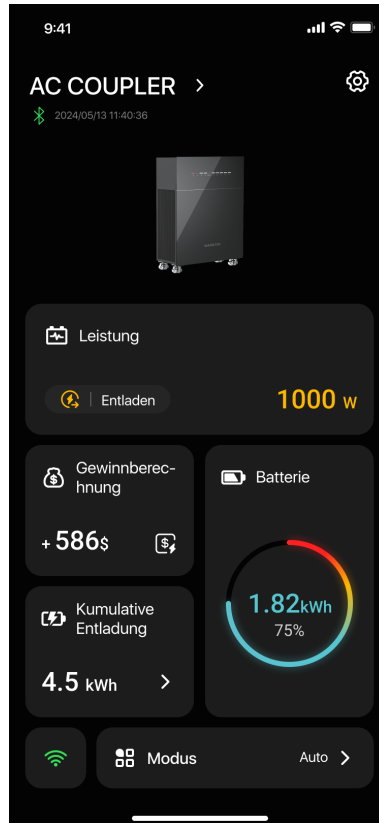 9:41
AC COUPLER
2024/05/13 11:40:36
Leistung
Entladen
1000 W
Gewinnberec-
hnung
+ 586$
Batterie
1.82kWh
75%
Kumulative
Entladung
4.5 kWh
Modus
Auto